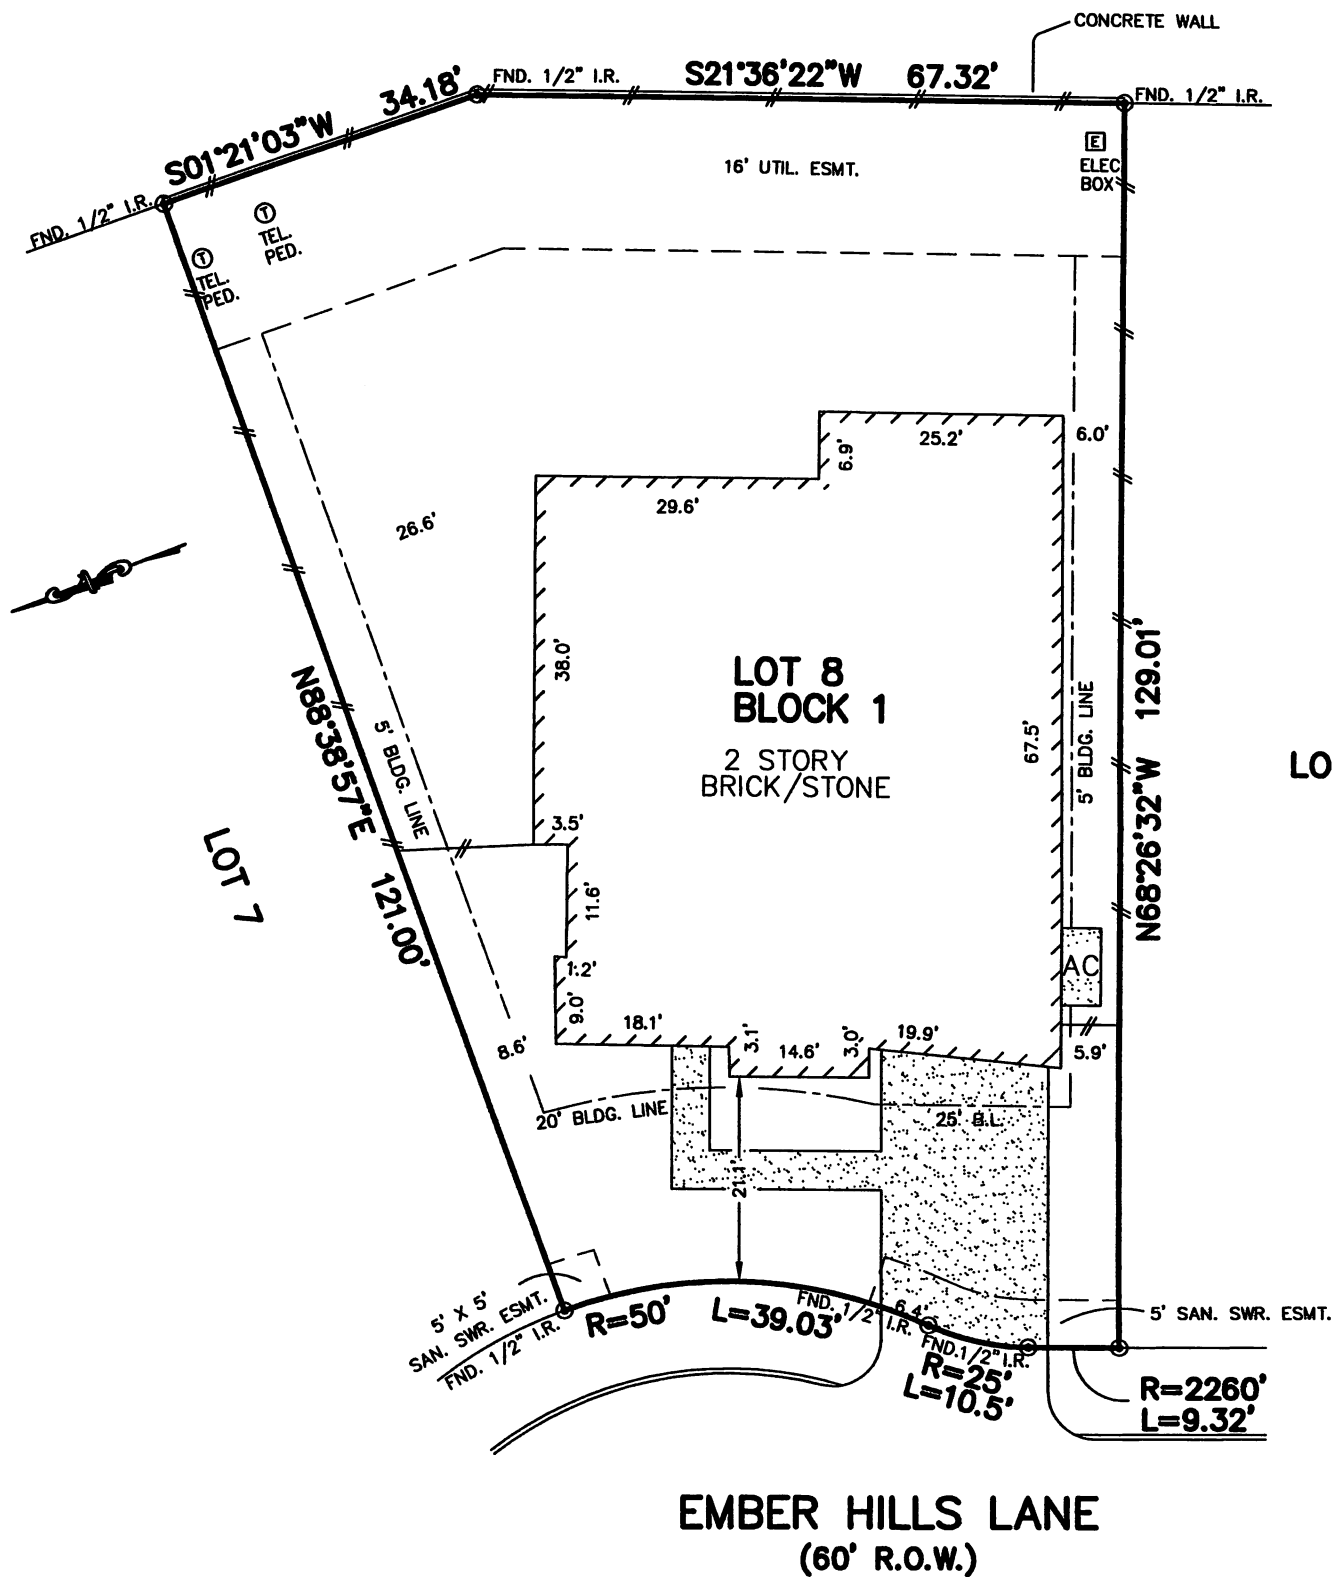 CONCRETE WALL
FND. 1/2" I.R.
S21°36'22"W 67.32'
34.18'
S01°21'03"W
FND. 1/2" I.R.
FND. 1/2" I.R.
E
ELEC
BOX
16' UTIL. ESMT.
T
TEL.
PED.
T
TEL.
PED.
25.2'
6.0'
6.9'
29.6'
26.6'
38.0'
LOT 8
BLOCK 1
2 STORY
BRICK/STONE
67.5'
5' BLDG. LINE
N68°26'32"W 129.01'
LO
N88°38'57"E 121.00'
5' BLDG. LINE
LOT 7
3.5'
11.6'
1.2'
9.0'
AC
18.1'
3.1'
14.6'
3.0'
19.9'
5.9'
8.6'
20' BLDG. LINE
25' B.L.
21.1'
5' X 5'
SAN. SWR. ESMT.
FND. 1/2" I.R.
R=50' L=39.03'
FND. 1/2" I.R.
6.4'
FND.1/2" I.R.
R=25'
L=10.5'
5' SAN. SWR. ESMT.
R=2260'
L=9.32'
EMBER HILLS LANE
(60' R.O.W.)